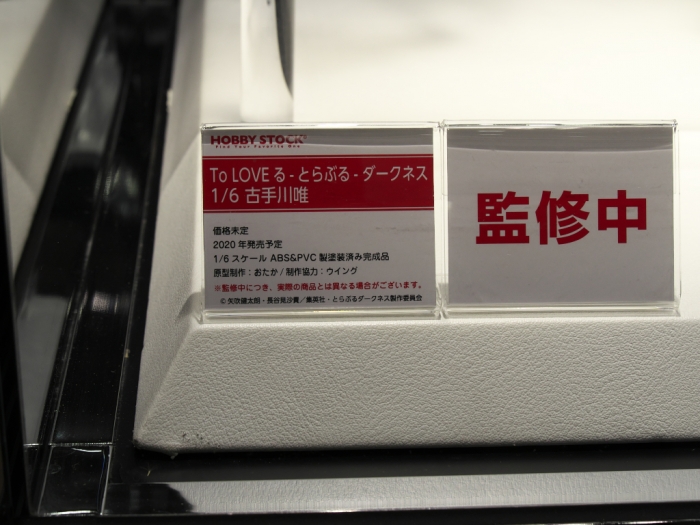 HOBBY STOCK
Find Your Favorite One
To LOVE る - とらぶる - ダークネス
1/6 古手川唯
価格未定
2020 年発売予定
1/6 スケール ABS&PVC 製塗装済み完成品
原型制作：おたか / 制作協力：ウイング
※監修中につき、実際の商品とは異なる場合がございます。
© 矢吹健太朗・長谷見沙貴／集英社・とらぶるダークネス製作委員会
監修中